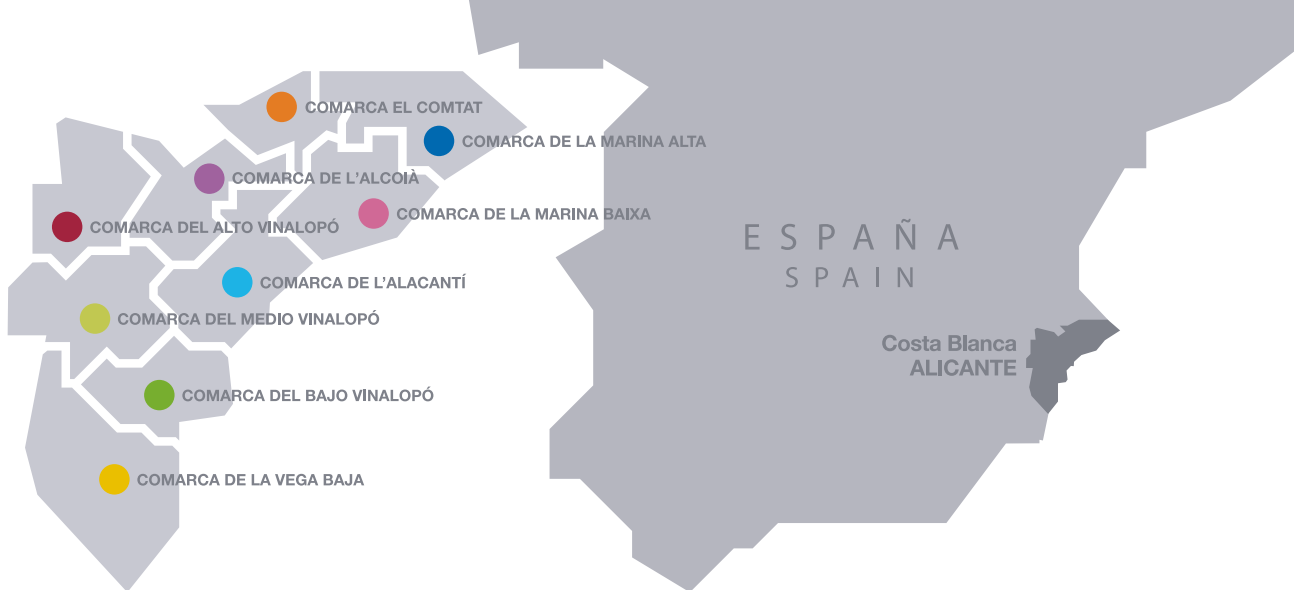 COMARCA EL COMTAT
COMARCA DE LA MARINA ALTA
COMARCA DE L'ALCOIÀ
COMARCA DE LA MARINA BAIXA
COMARCA DEL ALTO VINALOPÓ
COMARCA DE L'ALACANTÍ
COMARCA DEL MEDIO VINALOPÓ
COMARCA DEL BAJO VINALOPÓ
COMARCA DE LA VEGA BAJA
ESPAÑA
SPAIN
Costa Blanca
ALICANTE